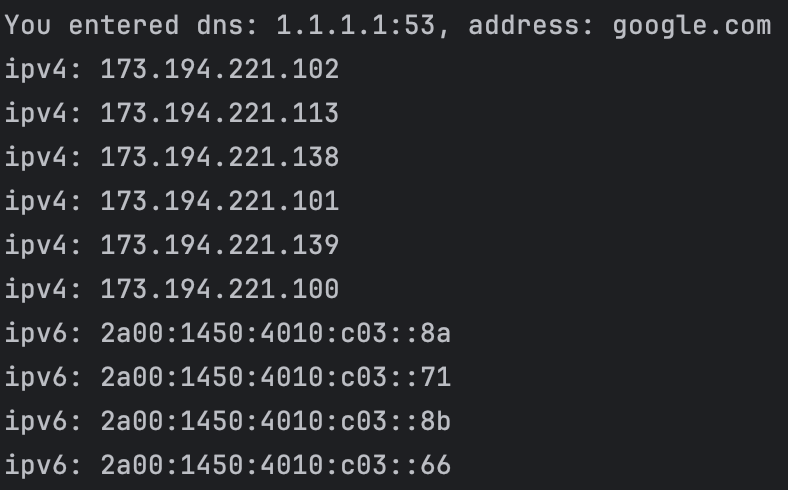 You entered dns: 1.1.1.1:53, address: google.com
ipv4: 173.194.221.102
ipv4: 173.194.221.113
ipv4: 173.194.221.138
ipv4: 173.194.221.101
ipv4: 173.194.221.139
ipv4: 173.194.221.100
ipv6: 2a00:1450:4010:c03::8a
ipv6: 2a00:1450:4010:c03::71
ipv6: 2a00:1450:4010:c03::8b
ipv6: 2a00:1450:4010:c03::66